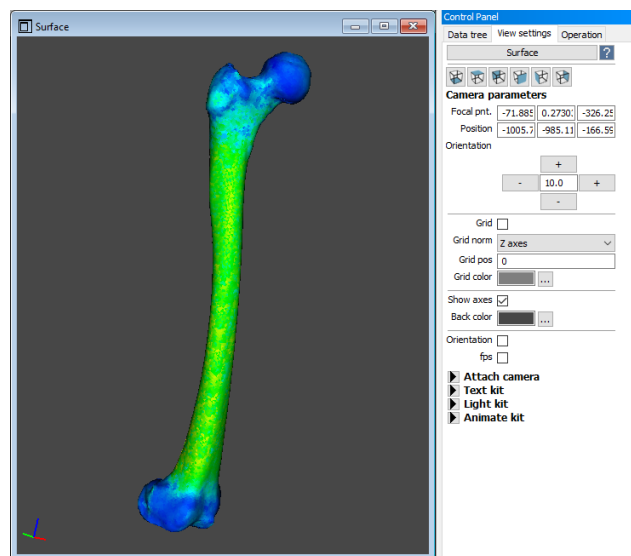 Surface
Control Panel
Data tree View settings Operation
Surface ?
Camera parameters
Focal pnt. -71.885 0.2730: -326.25
Position -1005.7 -985.11 -166.59
Orientation
+
- 10.0 +
-
Grid
Grid norm Z axes
Grid pos 0
Grid color ...
Show axes
Back color ...
Orientation
fps
Attach camera
Text kit
Light kit
Animate kit